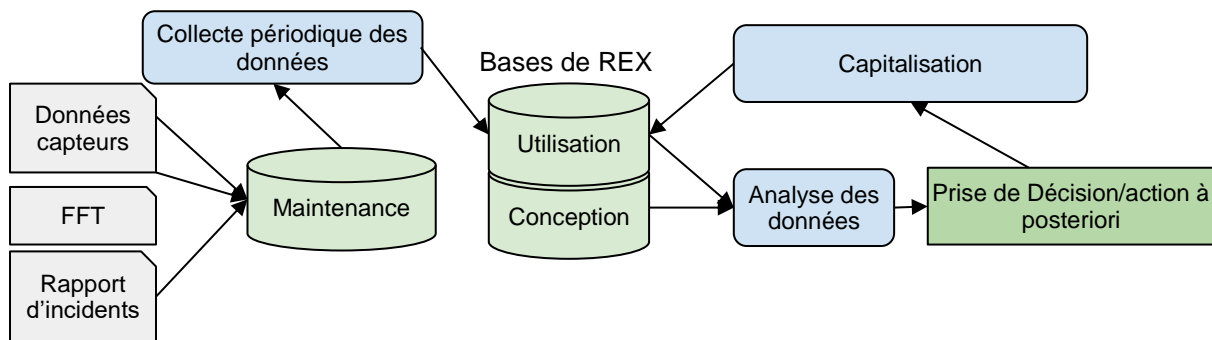 Collecte périodique des
données
Bases de REX
Capitalisation
Données
capteurs
Utilisation
FFT
Maintenance
Conception
Analyse des
données
Prise de Décision/action à
posteriori
Rapport
d’incidents